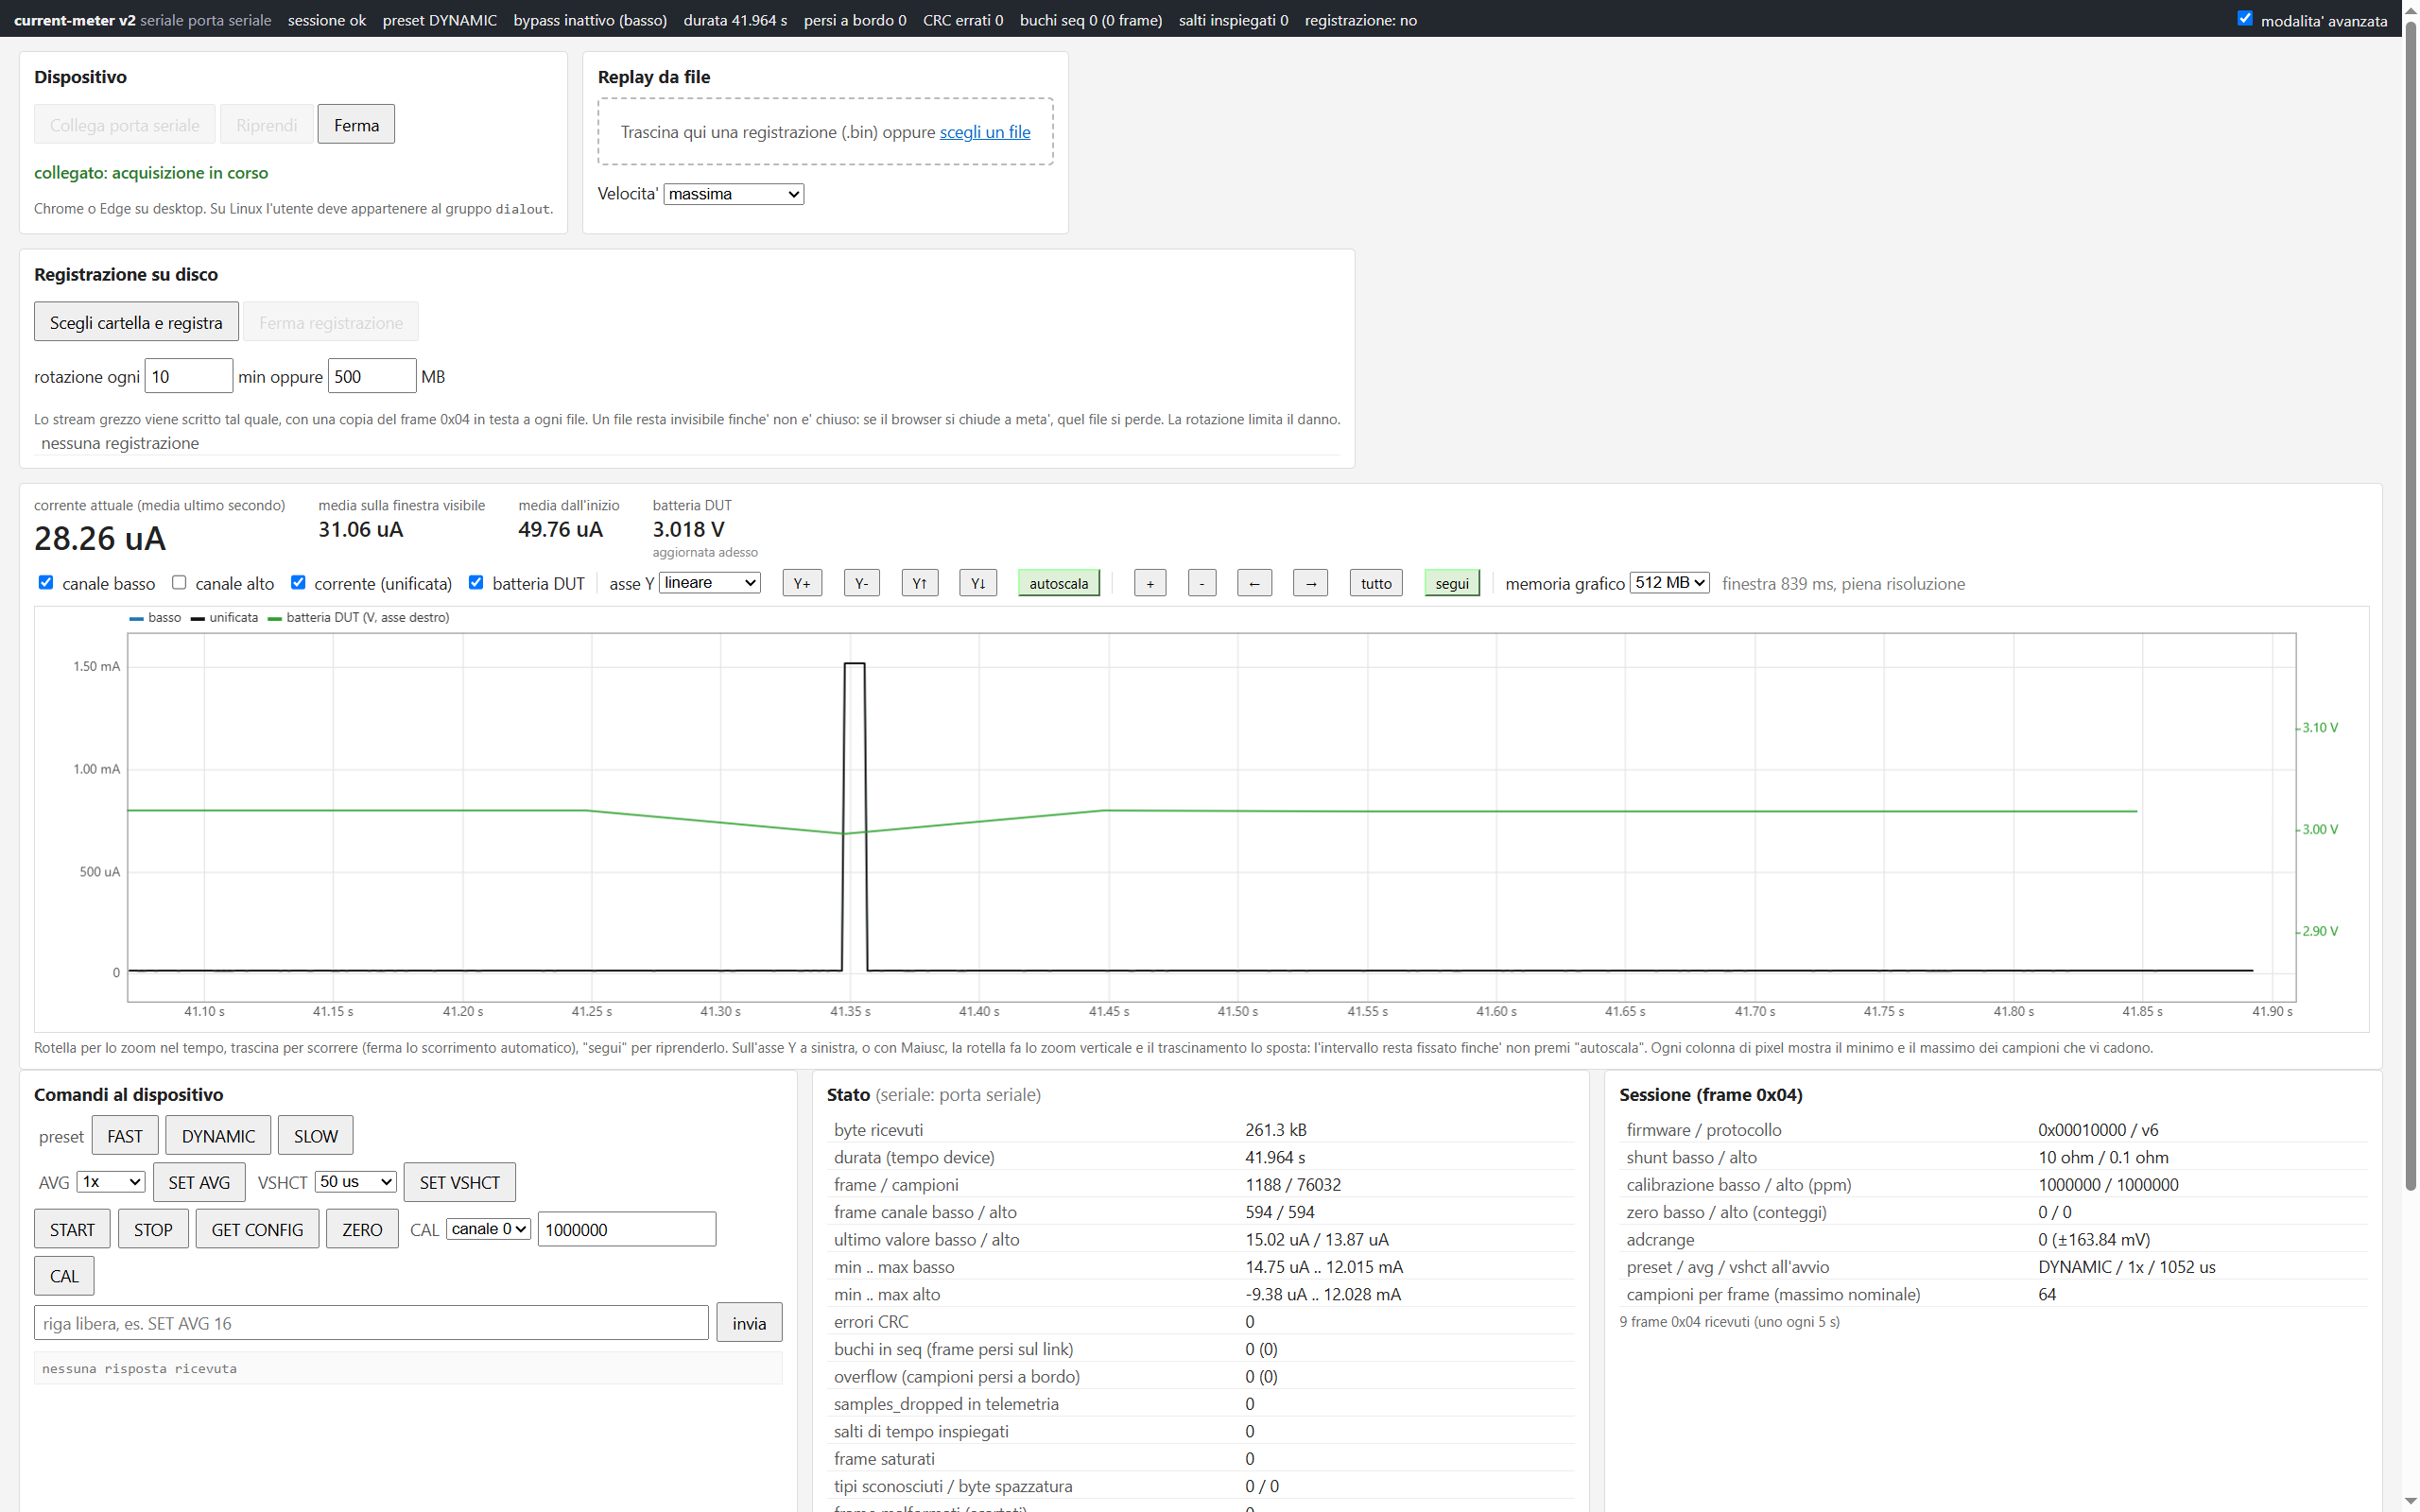 current-meter v2 seriale porta seriale sessione ok preset DYNAMIC bypass inattivo (basso) durata 41.964 s persi a bordo 0 CRC errati 0 buchi seq 0 (0 frame) salti inspiegati 0 registrazione: no modalita' avanzata
Dispositivo
Collega porta seriale Riprendi Ferma
collegato: acquisizione in corso
Chrome o Edge su desktop. Su Linux l'utente deve appartenere al gruppo dialout.
Replay da file
Trascina qui una registrazione (.bin) oppure scegli un file
Velocita' massima
Registrazione su disco
Scegli cartella e registra Ferma registrazione
rotazione ogni 10 min oppure 500 MB
Lo stream grezzo viene scritto tal quale, con una copia del frame 0x04 in testa a ogni file. Un file resta invisibile finche' non e' chiuso: se il browser si chiude a meta', quel file si perde. La rotazione limita il danno.
nessuna registrazione
corrente attuale (media ultimo secondo) media sulla finestra visibile media dall'inizio batteria DUT
28.26 uA 31.06 uA 49.76 uA 3.018 V
aggiornata adesso
canale basso canale alto corrente (unificata) batteria DUT asse Y lineare Y+ Y- Y↑ Y↓ autoscala + - ← → tutto segui memoria grafico 512 MB finestra 839 ms, piena risoluzione
basso unificata batteria DUT (V, asse destro)
1.50 mA
3.10 V
1.00 mA
3.00 V
500 uA
2.90 V
0
41.10 s 41.15 s 41.20 s 41.25 s 41.30 s 41.35 s 41.40 s 41.45 s 41.50 s 41.55 s 41.60 s 41.65 s 41.70 s 41.75 s 41.80 s 41.85 s 41.90 s
Rotella per lo zoom nel tempo, trascina per scorrere (ferma lo scorrimento automatico), "segui" per riprenderlo. Sull'asse Y a sinistra, o con Maiusc, la rotella fa lo zoom verticale e il trascinamento lo sposta: l'intervallo resta fissato finche' non premi "autoscala". Ogni colonna di pixel mostra il minimo e il massimo dei campioni che vi cadono.
Comandi al dispositivo
preset FAST DYNAMIC SLOW
AVG 1x SET AVG VSHCT 50 us SET VSHCT
START STOP GET CONFIG ZERO CAL canale 0 1000000
CAL
riga libera, es. SET AVG 16 invia
nessuna risposta ricevuta
Stato (seriale: porta seriale)
byte ricevuti 261.3 kB
durata (tempo device) 41.964 s
frame / campioni 1188 / 76032
frame canale basso / alto 594 / 594
ultimo valore basso / alto 15.02 uA / 13.87 uA
min .. max basso 14.75 uA .. 12.015 mA
min .. max alto -9.38 uA .. 12.028 mA
errori CRC 0
buchi in seq (frame persi sul link) 0 (0)
overflow (campioni persi a bordo) 0 (0)
samples_dropped in telemetria 0
salti di tempo inspiegati 0
frame saturati 0
tipi sconosciuti / byte spazzatura 0 / 0
frame malformati (scartati) 0
Sessione (frame 0x04)
firmware / protocollo 0x00010000 / v6
shunt basso / alto 10 ohm / 0.1 ohm
calibrazione basso / alto (ppm) 1000000 / 1000000
zero basso / alto (conteggi) 0 / 0
adcrange 0 (±163.84 mV)
preset / avg / vshct all'avvio DYNAMIC / 1x / 1052 us
campioni per frame (massimo nominale) 64
9 frame 0x04 ricevuti (uno ogni 5 s)